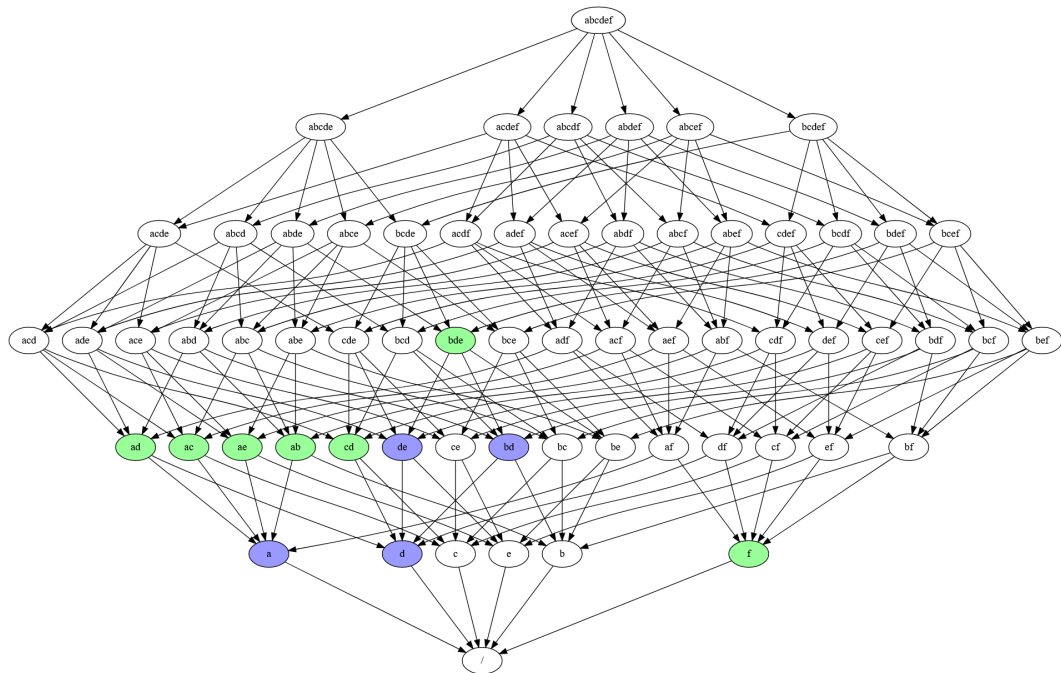 abcdef
abcde acdef abcdf abdef abcef bcdef
acde abcd abde abce bcde acdf adef acef abdf abcf abef cdef bcdf bdef bcef
acd ade ace abd abc abe cde bcd bde bce adf acf aef abf cdf def cef bdf bcf bef
ad ac ae ab cd de ce bd bc be af df cf ef bf
a d c e b f
/